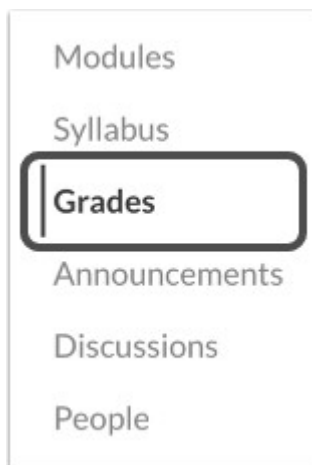 Modules
Syllabus
Grades
Announcements
Discussions
People